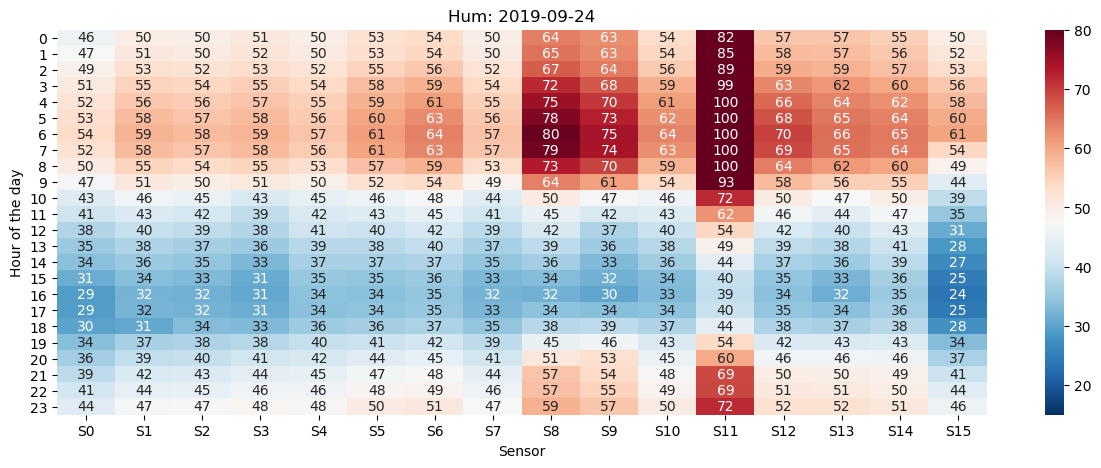 Hum: 2019-09-24
0 46 50 50 51 50 53 54 50 64 63 54 82 57 57 55 50
1 47 51 50 52 50 53 54 50 65 63 54 85 58 57 56 52
2 49 53 52 53 52 55 56 52 67 64 56 89 59 59 57 53
3 51 55 54 55 54 58 59 54 72 68 59 99 63 62 60 56
4 52 56 56 57 55 59 61 55 75 70 61 100 66 64 62 58
5 53 58 57 58 56 60 63 56 78 73 62 100 68 65 64 60
6 54 59 58 59 57 61 64 57 80 75 64 100 70 66 65 61
7 52 58 57 58 56 61 63 57 79 74 63 100 69 65 64 54
8 50 55 54 55 53 57 59 53 73 70 59 100 64 62 60 49
9 47 51 50 51 50 52 54 49 64 61 54 93 58 56 55 44
10 43 46 45 43 45 46 48 44 50 47 46 72 50 47 50 39
11 41 43 42 39 42 43 45 41 45 42 43 62 46 44 47 35
12 38 40 39 38 41 40 42 39 42 37 40 54 42 40 43 31
13 35 38 37 36 39 38 40 37 39 36 38 49 39 38 41 28
14 34 36 35 33 37 37 37 35 36 33 36 44 37 36 39 27
15 31 34 33 31 35 35 36 33 34 32 34 40 35 33 36 25
16 29 32 32 31 34 34 35 32 32 30 33 39 34 32 35 24
17 29 32 32 31 34 34 35 33 34 34 34 40 35 34 36 25
18 30 31 34 33 36 36 37 35 38 39 37 44 38 37 38 28
19 34 37 38 38 40 41 42 39 45 46 43 54 42 43 43 34
20 36 39 40 41 42 44 45 41 51 53 45 60 46 46 46 37
21 39 42 43 44 45 47 48 44 57 54 48 69 50 50 49 41
22 41 44 45 46 46 48 49 46 57 55 49 69 51 51 50 44
23 44 47 47 48 48 50 51 47 59 57 50 72 52 52 51 46
S0 S1 S2 S3 S4 S5 S6 S7 S8 S9 S10 S11 S12 S13 S14 S15
Sensor
Hour of the day
80
70
60
50
40
30
20